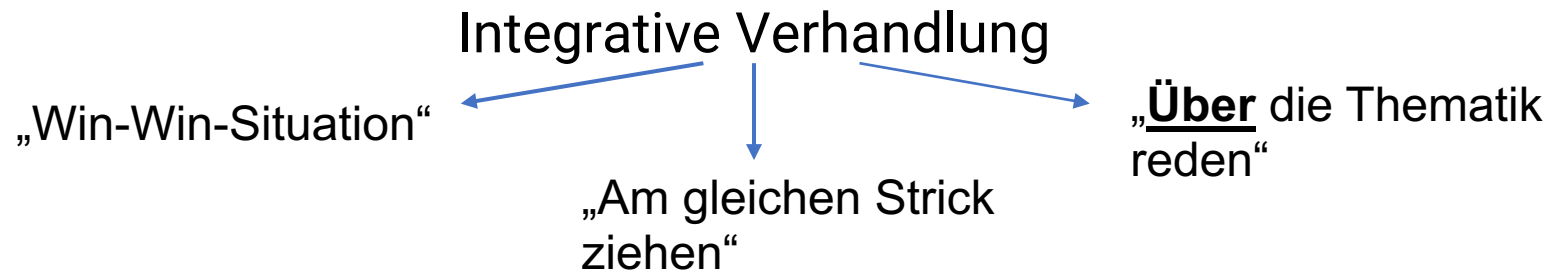 Integrative Verhandlung
„Win-Win-Situation“
„Am gleichen Strick
ziehen“
„Über die Thematik
reden“